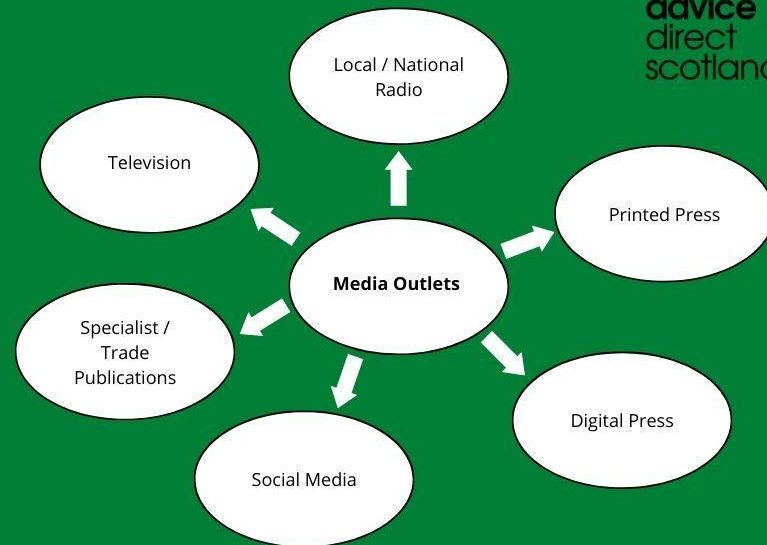 advice
direct
scotland
Local / National
Radio
Television
Printed Press
Media Outlets
Specialist /
Trade
Publications
Digital Press
Social Media